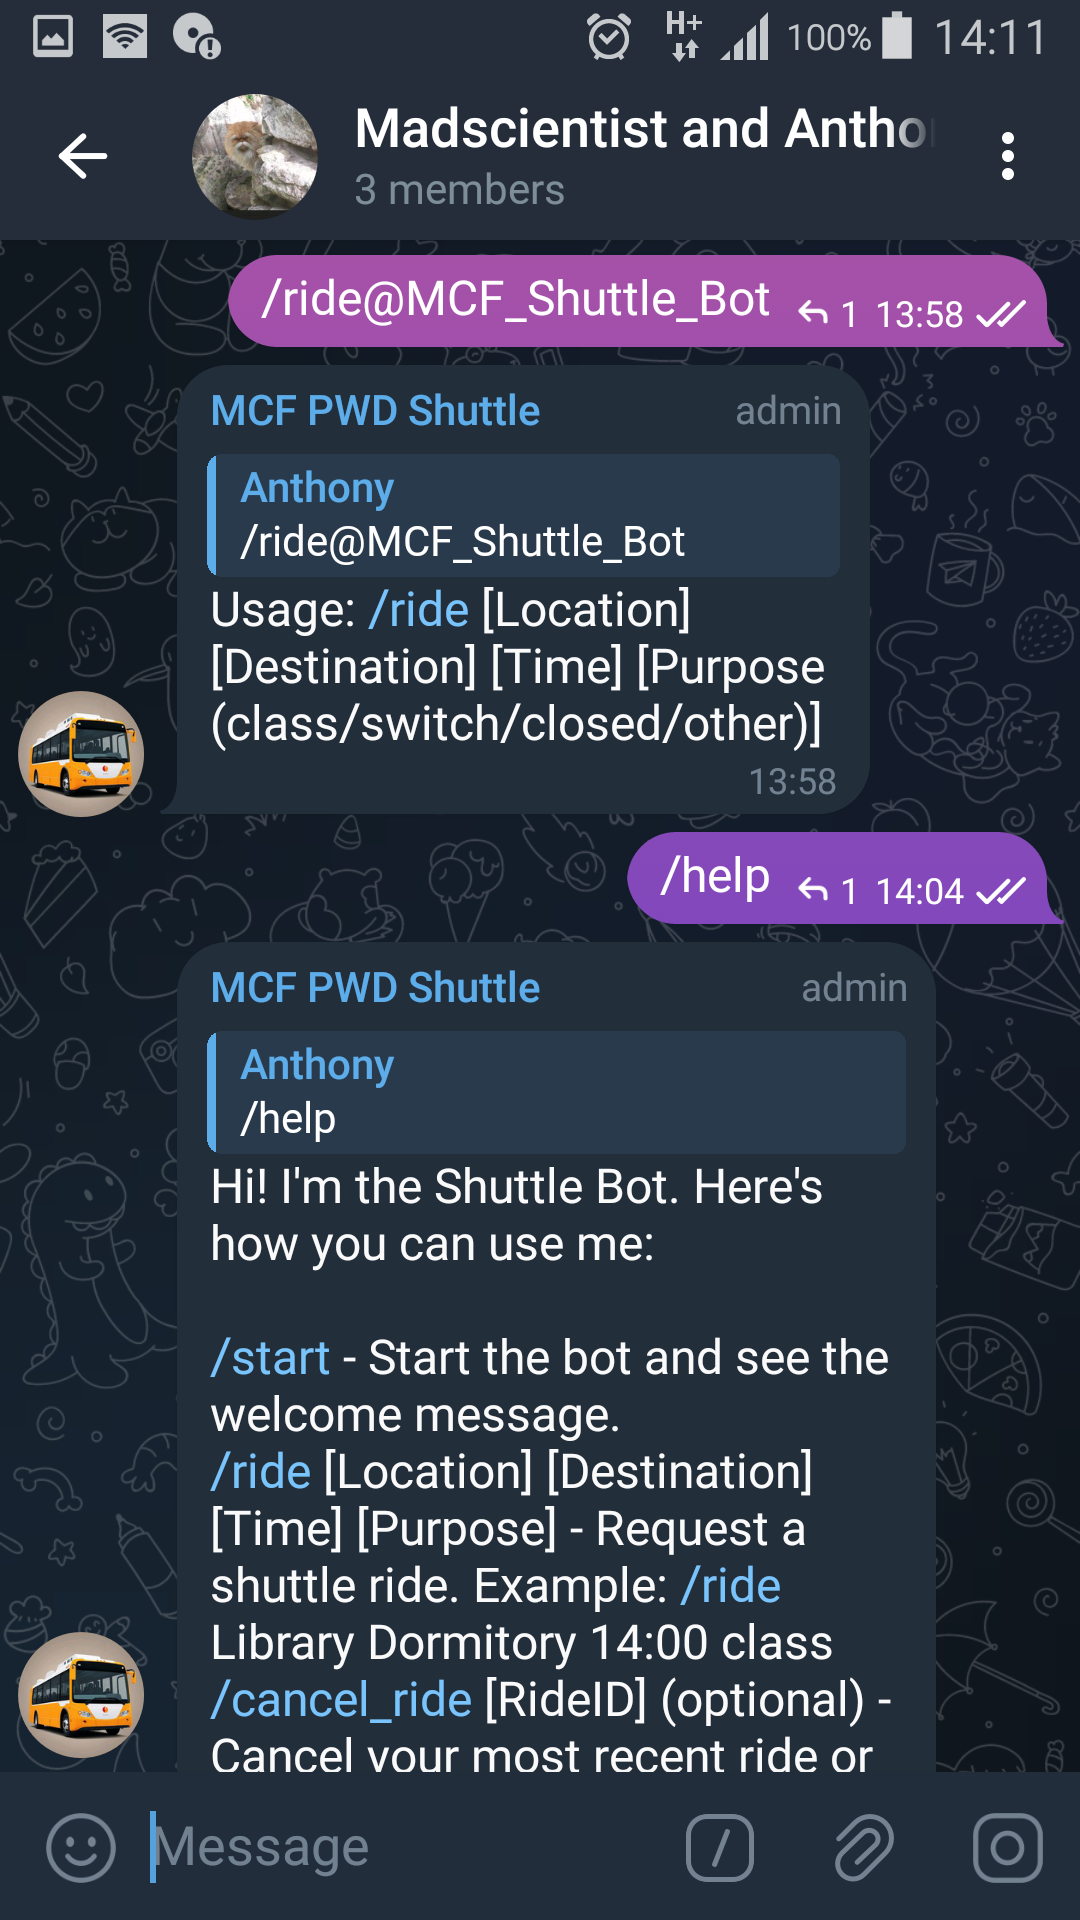 H+
100%
14:11
Madscientist and Antho
3 members
/ride@MCF_Shuttle_Bot
1 13:58
MCF PWD Shuttle
admin
Anthony
/ride@MCF_Shuttle_Bot
Usage: /ride [Location]
[Destination] [Time] [Purpose
(class/switch/closed/other)]
13:58
/help
1 14:04
MCF PWD Shuttle
admin
Anthony
/help
Hi! I'm the Shuttle Bot. Here's
how you can use me:
/start - Start the bot and see the
welcome message.
/ride [Location] [Destination]
[Time] [Purpose] - Request a
shuttle ride. Example: /ride
Library Dormitory 14:00 class
/cancel_ride [RideID] (optional) -
Cancel your most recent ride or
Message